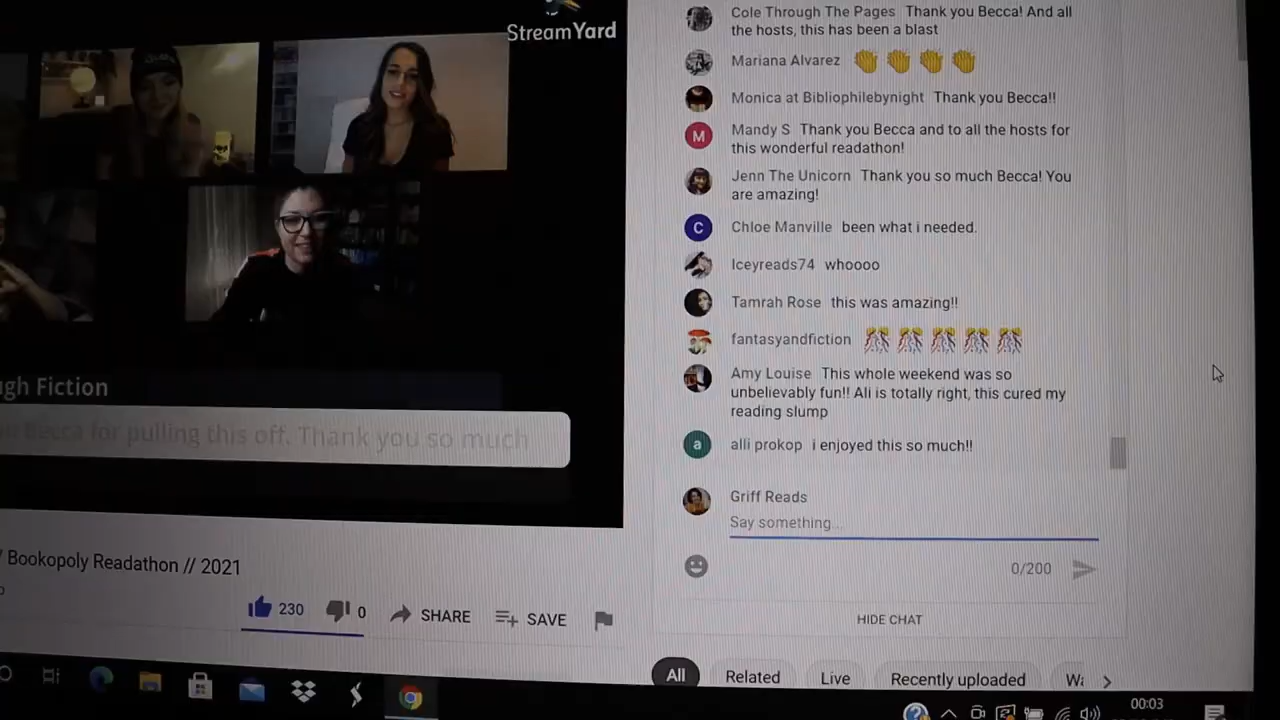 StreamYard
Cole Through The Pages Thank you Becca! And all
the hosts, this has been a blast
Mariana Alvarez
Monica at Bibliophilebynight Thank you Becca!!
M
Mandy S Thank you Becca and to all the hosts for
this wonderful readathon!
Jenn The Unicorn Thank you so much Becca! You
are amazing!
C
Chloe Manville been what i needed.
Iceyreads74 whoooo
Tamrah Rose this was amazing!!
fantasyandfiction
Amy Louise This whole weekend was so
unbelievably fun!! Ali is totally right, this cured my
reading slump
a
alli prokop i enjoyed this so much!!
Griff Reads
Say something...
0/200
HIDE CHAT
gh Fiction
Becca for pulling this off. Thank you so much
/ Bookopoly Readathon // 2021
230
0
SHARE
SAVE
All
Related
Live
Recently uploaded
00:03